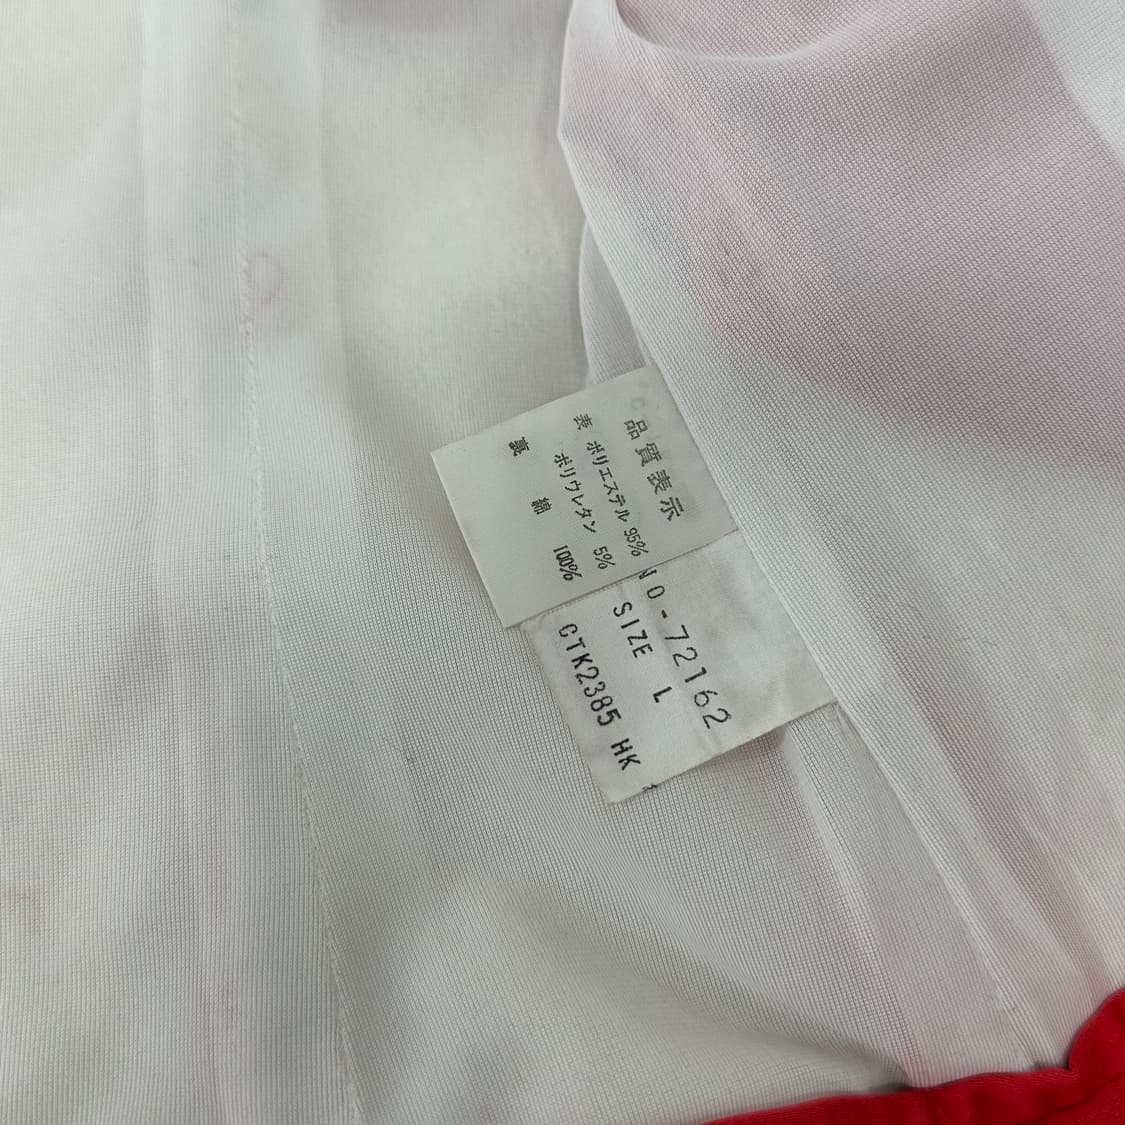 品質表示
表 ポリエステル 95%
ポリウレタン 5%
裏 綿 100%
NO-72162
SIZE L
CTK2385 HK